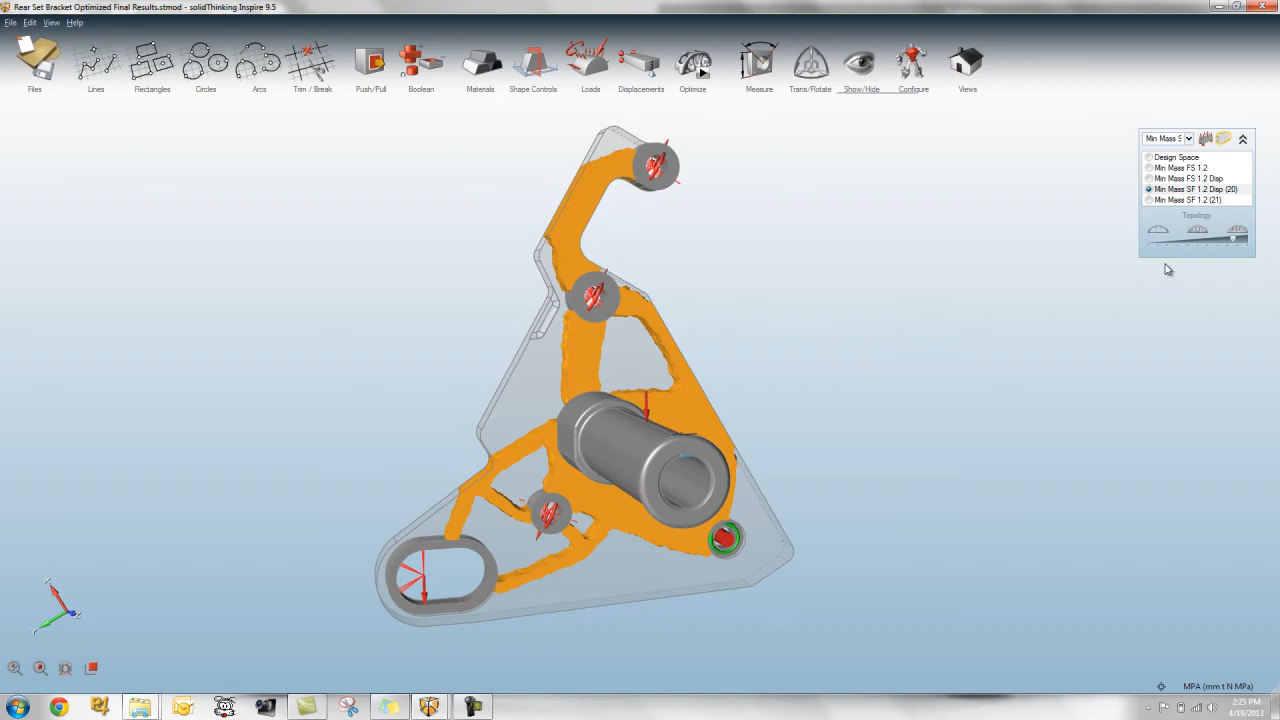 Rear Set Bracket Optimized Final Results.stmod - solidThinking Inspire 9.5
File Edit View Help
Files Lines Rectangles Circles Arcs Trim / Break Push/Pull Boolean Materials Shape Controls Loads Displacements Optimize Measure Trans/Rotate Show/Hide Configure Views
Min Mass S
Design Space
Min Mass FS 1.2
Min Mass FS 1.2 Disp
Min Mass SF 1.2 Disp (20)
Min Mass SF 1.2 (21)
Topology
X
Y
Z
MPA (mm t N MPa)
2:25 PM
4/19/2013